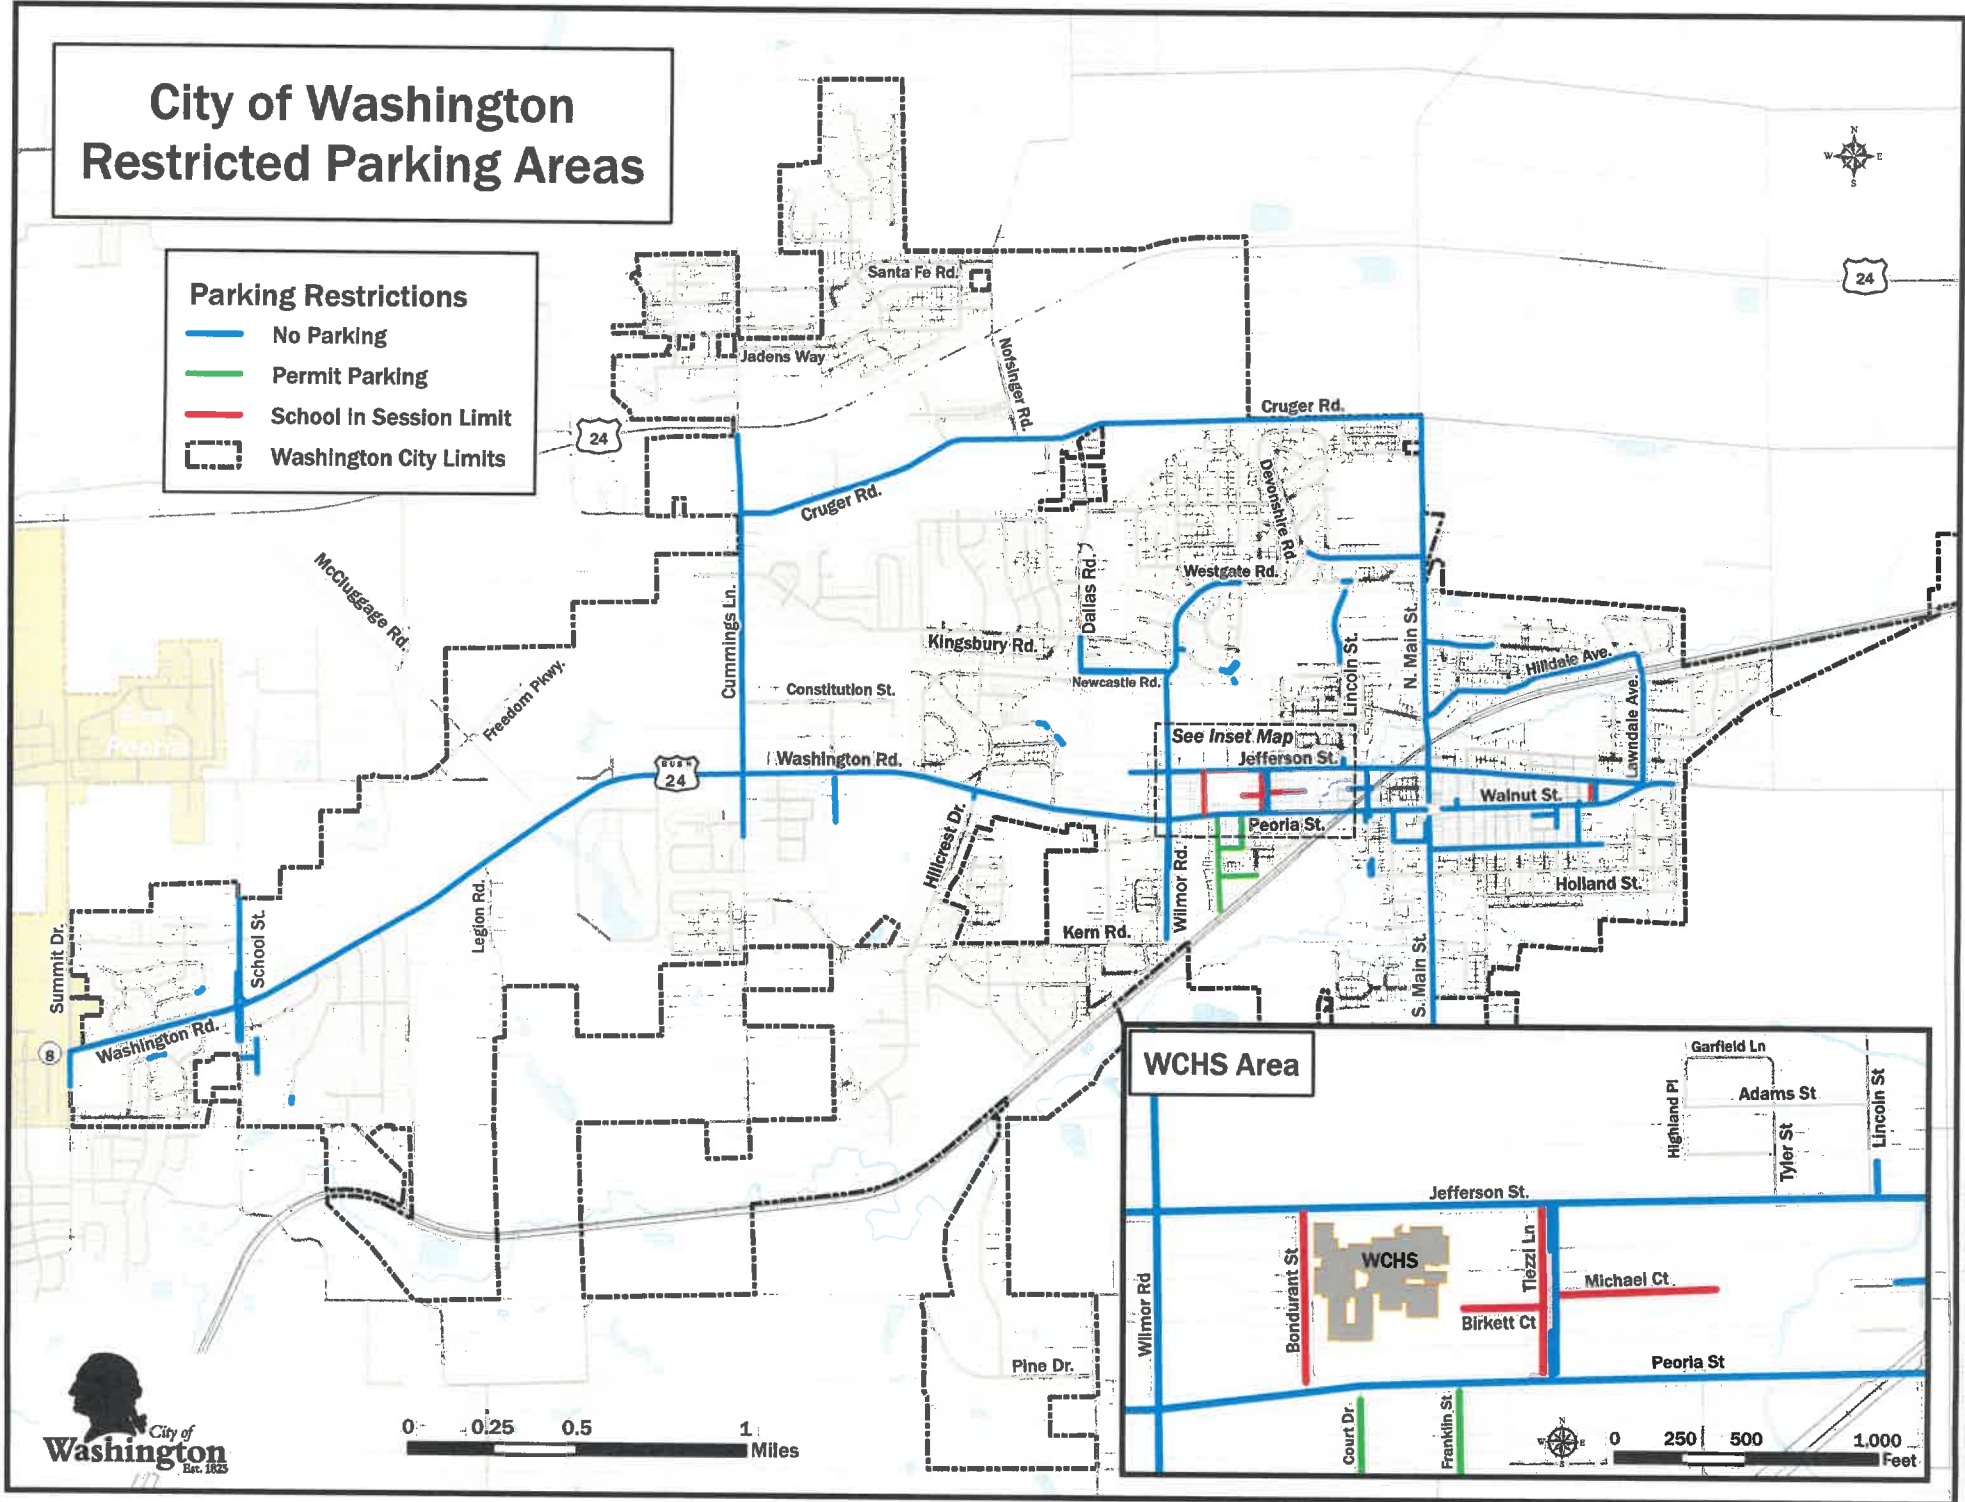 City of Washington
Restricted Parking Areas
Parking Restrictions
No Parking
Permit Parking
School in Session Limit
Washington City Limits
N
W E
S
24
24
Santa Fe Rd.
Jadens Way
Nofsinger Rd.
Cruger Rd.
Cruger Rd.
Devonshire Rd.
McCluggage Rd.
Freedom Pkwy.
Cummings Ln.
Dallas Rd.
Westgate Rd.
Kingsbury Rd.
Newcastle Rd.
Constitution St.
Lincoln St.
N. Main St.
Hilldale Ave.
Lawndale Ave.
See Inset Map
Jefferson St.
Washington Rd.
24
Walnut St.
Peoria St.
Hillcrest Dr.
Wilmor Rd.
Holland St.
Kern Rd.
Legion Rd.
School St.
Summit Dr.
Washington Rd.
8
S. Main St.
Pine Dr.
City of
Washington
Est. 1825
0 0.25 0.5 1
Miles
WCHS Area
Garfield Ln
Highland Pl
Adams St
Tyler St
Lincoln St
Jefferson St.
Bondurant St
WCHS
Tiezzi Ln
Michael Ct
Birkett Ct
Wilmor Rd
Peoria St
Court Dr
Franklin St
N
W E
S
0 250 500 1,000
Feet